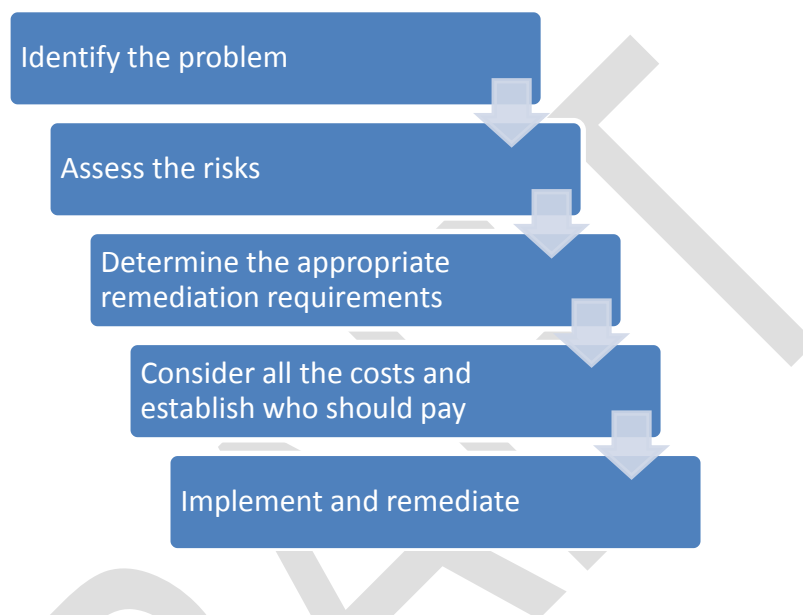 Identify the problem
Assess the risks
Determine the appropriate
remediation requirements
Consider all the costs and
establish who should pay
Implement and remediate